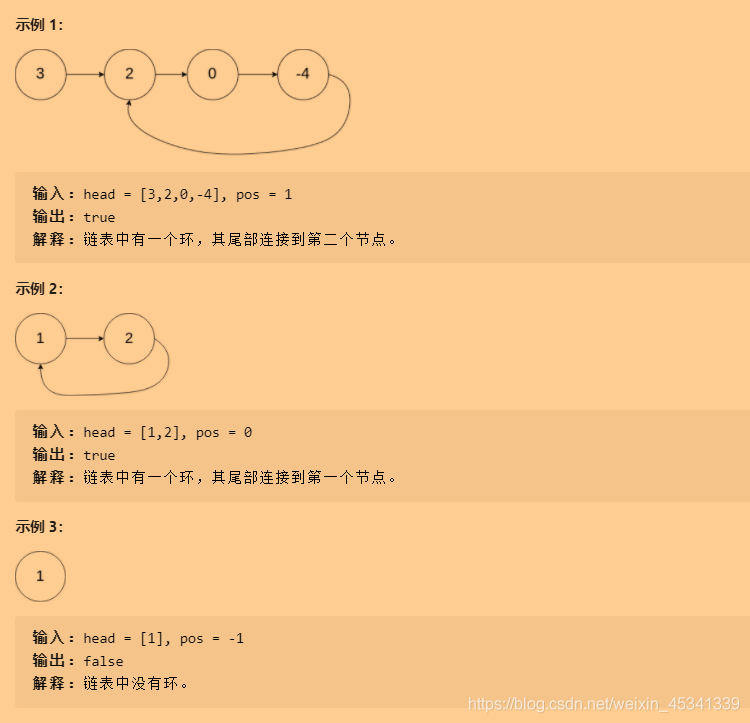 示例 1:
3 2 0 -4
输入：head = [3,2,0,-4], pos = 1
输出：true
解释：链表中有一个环，其尾部连接到第二个节点。
示例 2:
1 2
输入：head = [1,2], pos = 0
输出：true
解释：链表中有一个环，其尾部连接到第一个节点。
示例 3:
1
输入：head = [1], pos = -1
输出：false
解释：链表中没有环。
https://blog.csdn.net/weixin_45341339